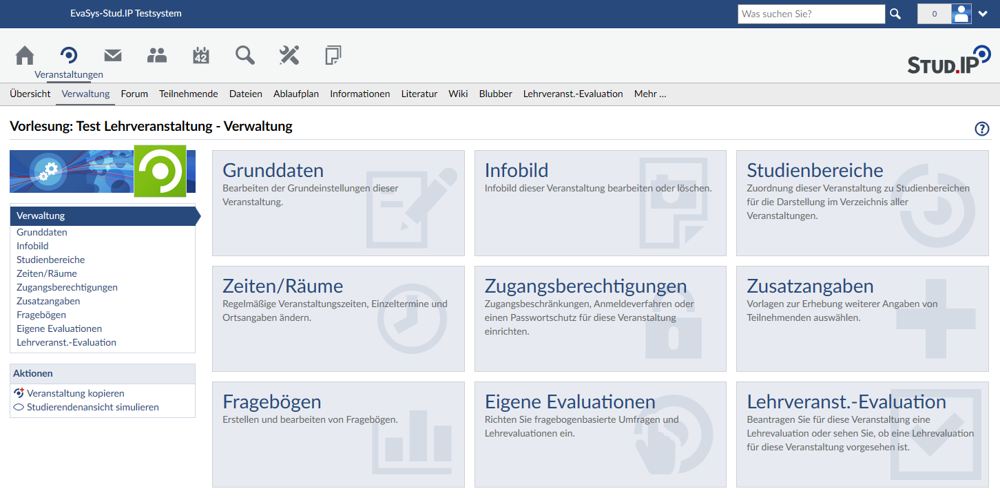 EvaSys-Stud.IP Testsystem
Was suchen Sie?
0
42
Veranstaltungen
STUD.IP
Übersicht Verwaltung Forum Teilnehmende Dateien Ablaufplan Informationen Literatur Wiki Blubber Lehrveranst.-Evaluation Mehr ...
Vorlesung: Test Lehrveranstaltung - Verwaltung
?
Verwaltung
Grunddaten
Infobild
Studienbereiche
Zeiten/Räume
Zugangsberechtigungen
Zusatzangaben
Fragebögen
Eigene Evaluationen
Lehrveranst.-Evaluation
Aktionen
Veranstaltung kopieren
Studierendenansicht simulieren
Grunddaten
Bearbeiten der Grundeinstellungen dieser
Veranstaltung.
Infobild
Infobild dieser Veranstaltung bearbeiten oder löschen.
Studienbereiche
Zuordnung dieser Veranstaltung zu Studienbereichen
für die Darstellung im Verzeichnis aller
Veranstaltungen.
Zeiten/Räume
Regelmäßige Veranstaltungszeiten, Einzeltermine und
Ortsangaben ändern.
Zugangsberechtigungen
Zugangsbeschränkungen, Anmeldeverfahren oder
einen Passwortschutz für diese Veranstaltung
einrichten.
Zusatzangaben
Vorlagen zur Erhebung weiterer Angaben von
Teilnehmenden auswählen.
Fragebögen
Erstellen und bearbeiten von Fragebögen.
Eigene Evaluationen
Richten Sie fragebogenbasierte Umfragen und
Lehrevaluationen ein.
Lehrveranst.-Evaluation
Beantragen Sie für diese Veranstaltung eine
Lehrevaluation oder sehen Sie, ob eine Lehrevaluation
für diese Veranstaltung vorgesehen ist.